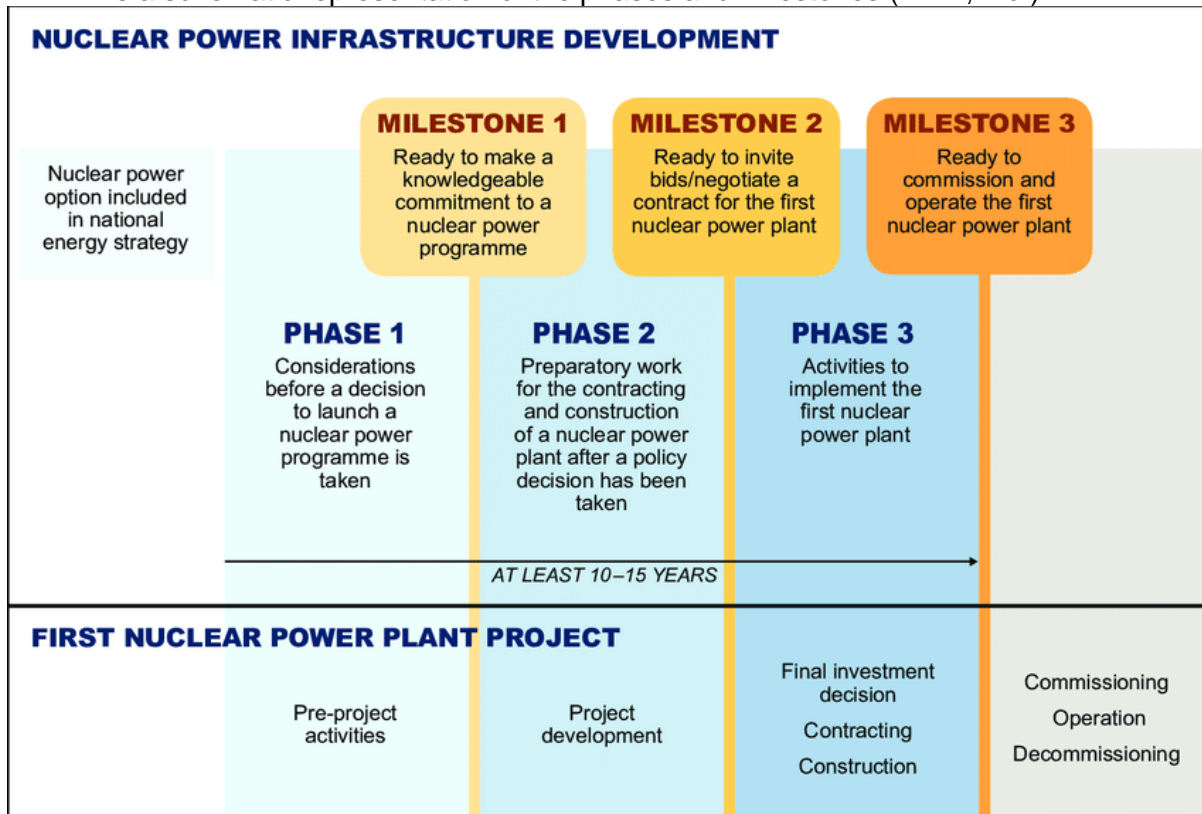 NUCLEAR POWER INFRASTRUCTURE DEVELOPMENT
Nuclear power
option included
in national
energy strategy
MILESTONE 1
Ready to make a
knowledgeable
commitment to a
nuclear power
programme
MILESTONE 2
Ready to invite
bids/negotiate a
contract for the first
nuclear power plant
MILESTONE 3
Ready to
commission and
operate the first
nuclear power plant
PHASE 1
Considerations
before a decision
to launch a
nuclear power
programme is
taken
PHASE 2
Preparatory work
for the contracting
and construction
of a nuclear power
plant after a policy
decision has been
taken
PHASE 3
Activities to
implement the
first nuclear
power plant
AT LEAST 10–15 YEARS
FIRST NUCLEAR POWER PLANT PROJECT
Pre-project
activities
Project
development
Final investment
decision
Contracting
Construction
Commissioning
Operation
Decommissioning